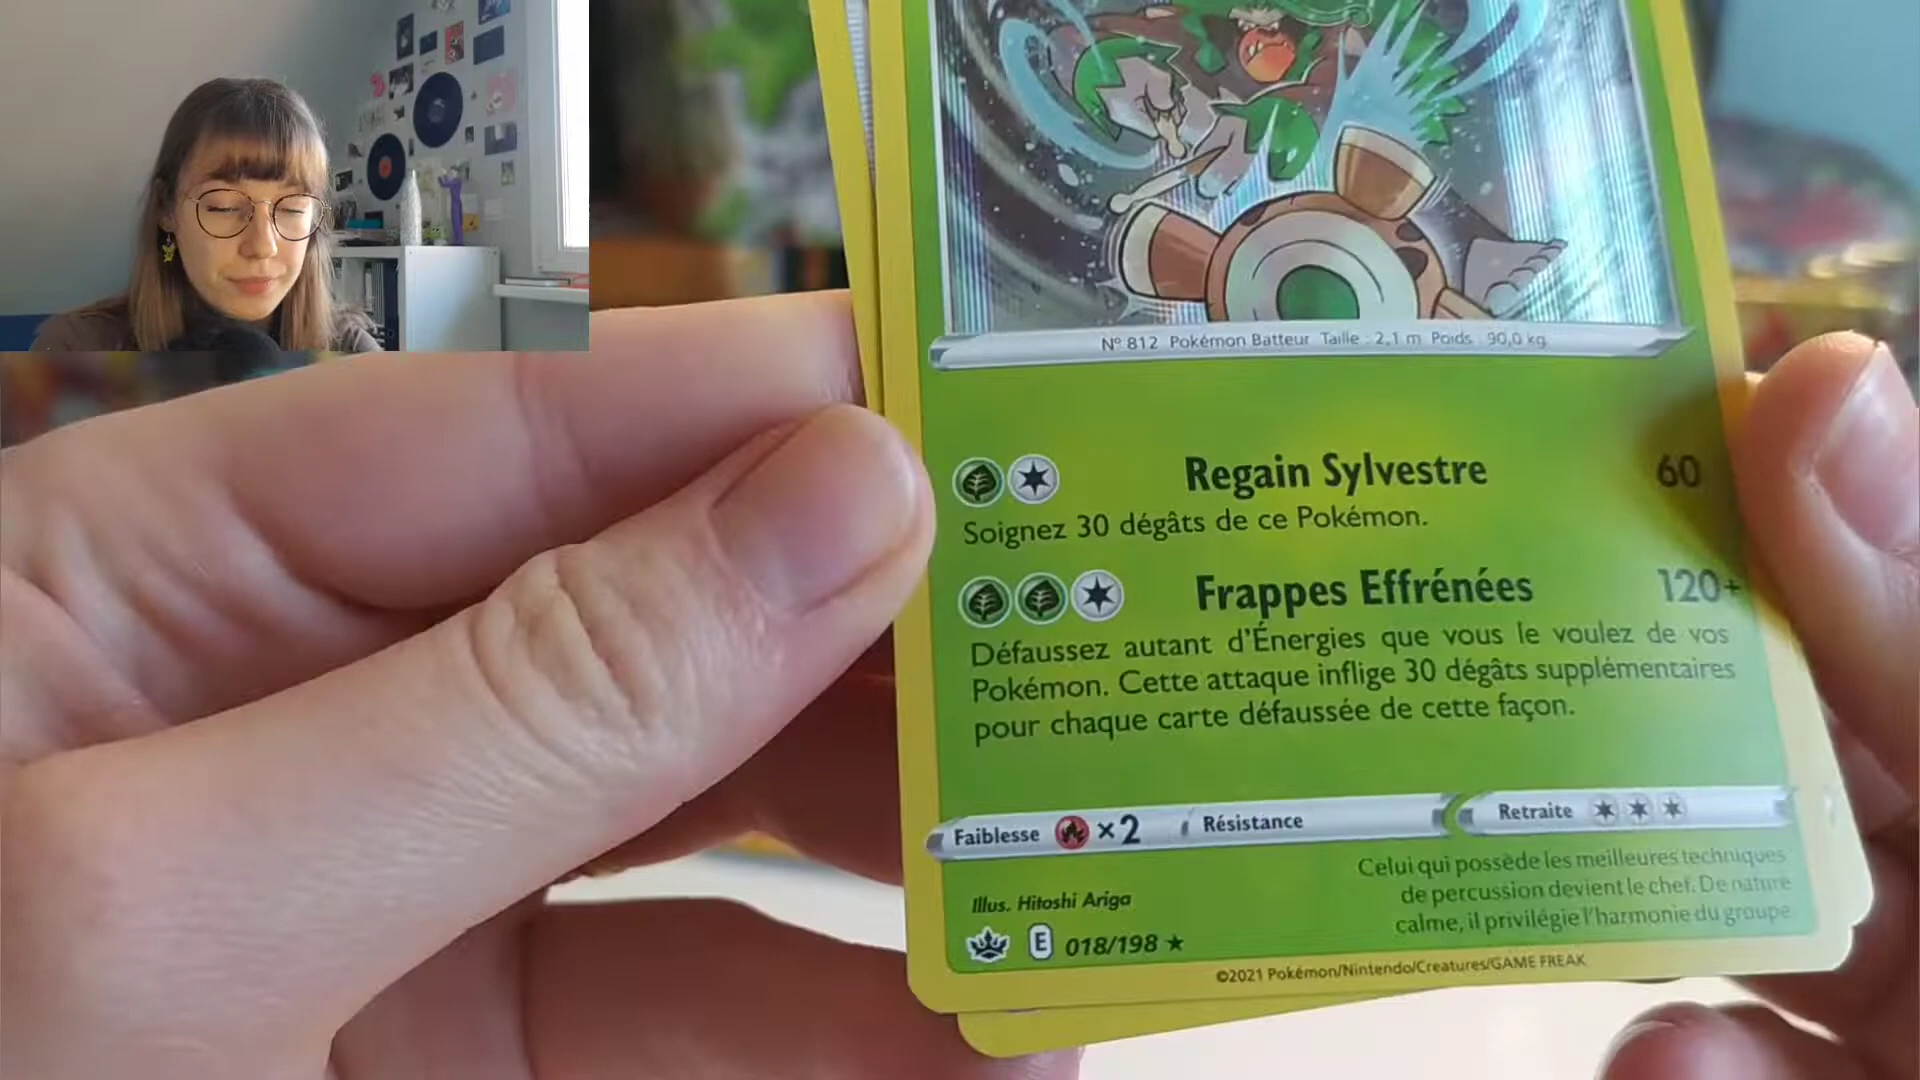 N° 812 Pokémon Batteur Taille : 2,1 m Poids : 90,0 kg
Regain Sylvestre 60
Soignez 30 dégâts de ce Pokémon.
Frappes Effrénées 120+
Défaussez autant d'Énergies que vous le voulez de vos
Pokémon. Cette attaque inflige 30 dégâts supplémentaires
pour chaque carte défaussée de cette façon.
Faiblesse ×2 Résistance Retraite
Celui qui possède les meilleures techniques
de percussion devient le chef. De nature
calme, il privilégie l'harmonie du groupe.
Illus. Hitoshi Ariga
E 018/198 ★
©2021 Pokémon/Nintendo/Creatures/GAME FREAK